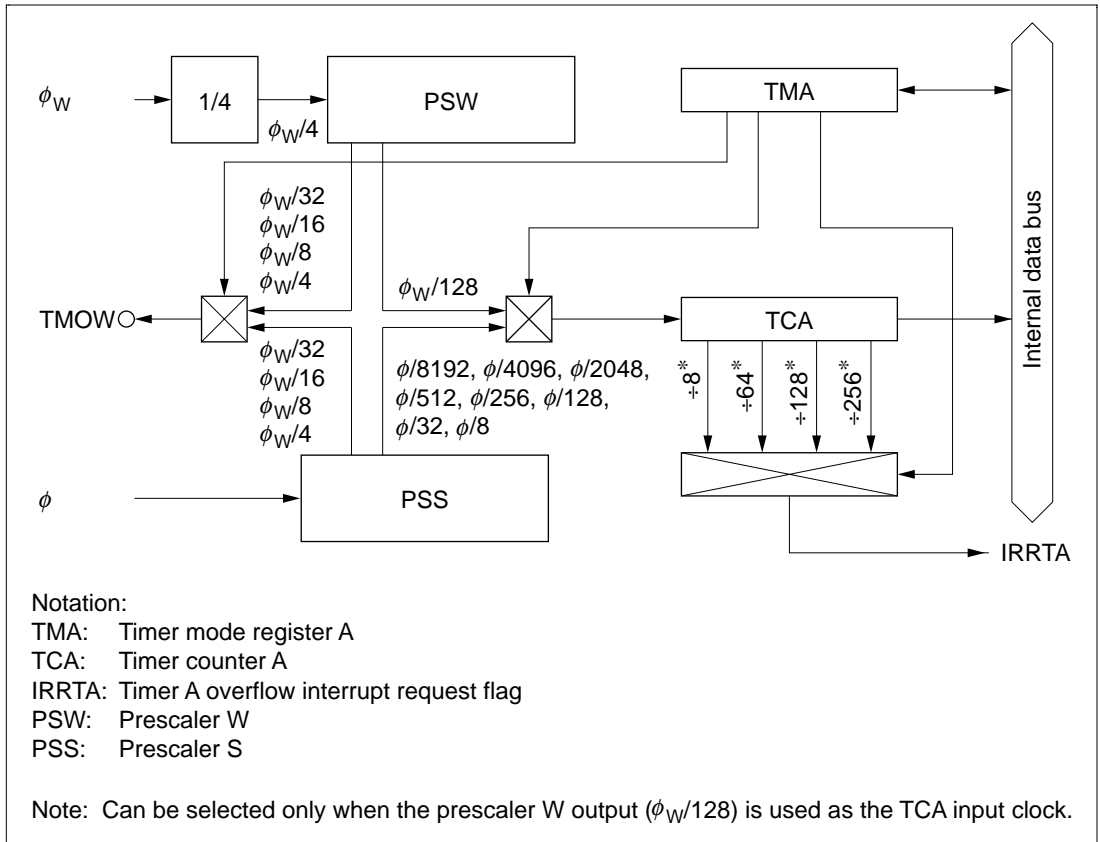 ϕW
1/4
ϕW/4
PSW
TMA
Internal data bus
ϕW/32
ϕW/16
ϕW/8
ϕW/4
ϕW/128
TMOW
TCA
ϕW/32
ϕW/16
ϕW/8
ϕW/4
ϕ/8192, ϕ/4096, ϕ/2048,
ϕ/512, ϕ/256, ϕ/128,
ϕ/32, ϕ/8
÷8*
÷64*
÷128*
÷256*
ϕ
PSS
IRRTA
Notation:
TMA: Timer mode register A
TCA: Timer counter A
IRRTA: Timer A overflow interrupt request flag
PSW: Prescaler W
PSS: Prescaler S
Note: Can be selected only when the prescaler W output (ϕW/128) is used as the TCA input clock.